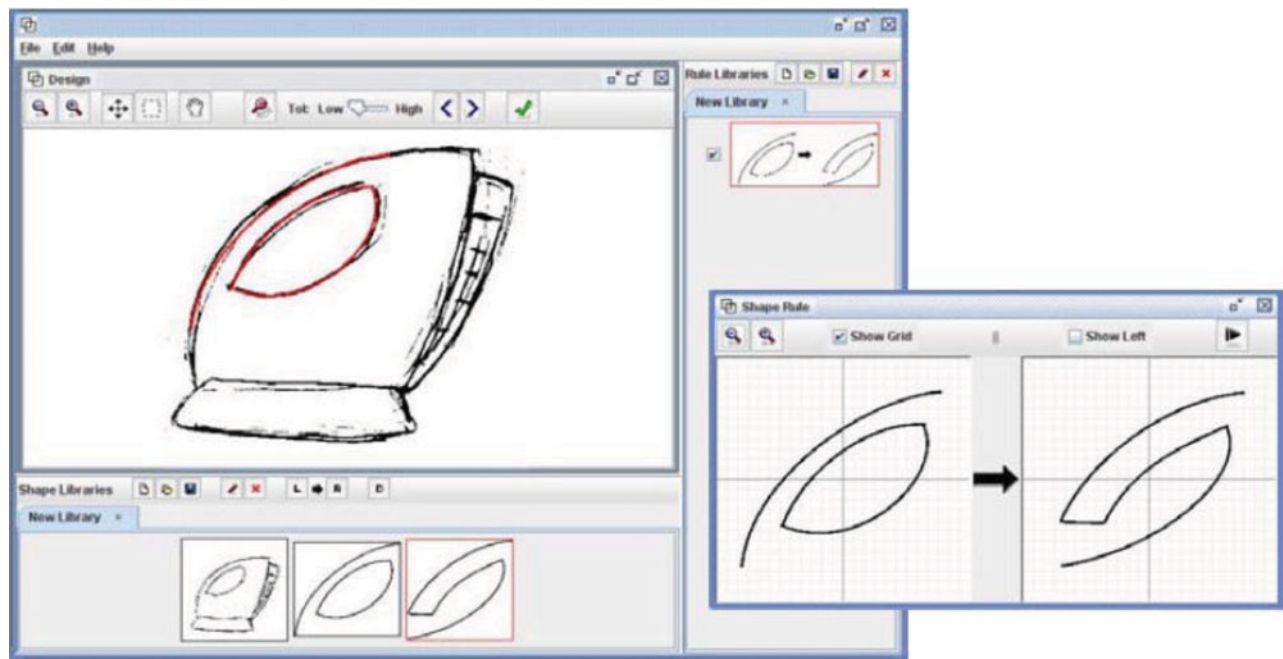 File Edit Help
Design
Tol: Low High
Rule Libraries
New Library ×
Shape Rule
Show Grid
Show Left
Shape Libraries
L R D
New Library ×